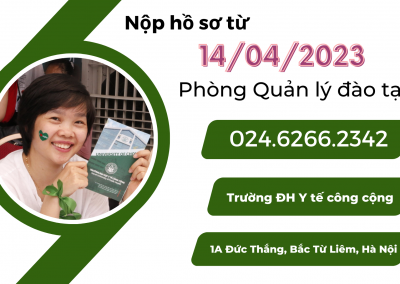 Nộp hồ sơ từ
14/04/2023
Phòng Quản lý đào tạ
024.6266.2342
Trường ĐH Y tế công cộng
1A Đức Thắng, Bắc Từ Liêm, Hà Nội